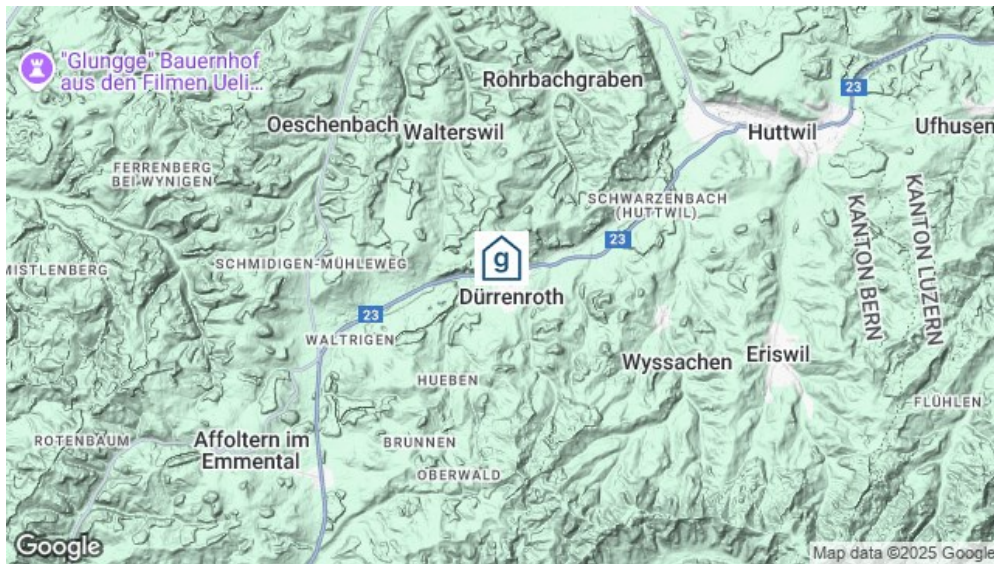 "Glungge" Bauernhof
aus den Filmen Ueli...
Rohrbachgraben
23
Oeschenbach
Walterswil
Huttwil
Ufhusen
FERRENBERG
BEI WYNIGEN
SCHWARZENBACH
(HUTTWIL)
KANTON BERN
KANTON LUZERN
23
g
MISTLENBERG
SCHMIDIGEN-MÜHLEWEG
Dürrenroth
23
WALTRIGEN
Wyssachen
Eriswil
HUEBEN
FLÜHLEN
ROTENBAUM
Affoltern im
Emmental
BRUNNEN
OBERWALD
Google
Map data ©2025 Google